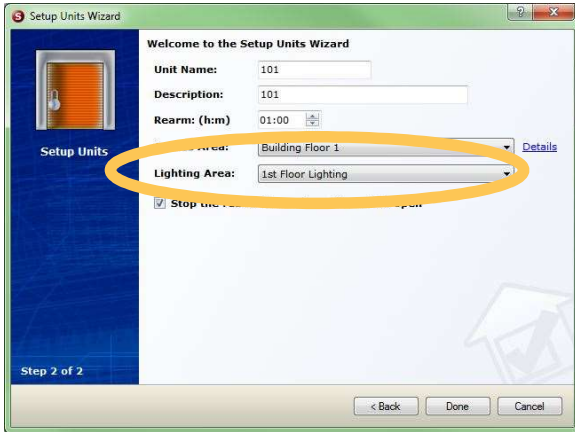 Setup Units Wizard
Welcome to the Setup Units Wizard
Unit Name: 101
Description: 101
Rearm: (h:m) 01:00
Setup Units
Area: Building Floor 1 Details
Lighting Area: 1st Floor Lighting
Stop the
Step 2 of 2
< Back Done Cancel